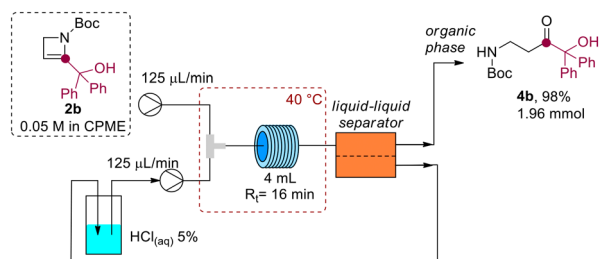 Boc
N
OH
Ph
Ph
2b
0.05 M in CPME
125 µL/min
125 µL/min
HCl(aq) 5%
40 °C
4 mL
Rt= 16 min
liquid-liquid
separator
organic
phase
O
OH
HN
Boc
Ph
Ph
4b, 98%
1.96 mmol